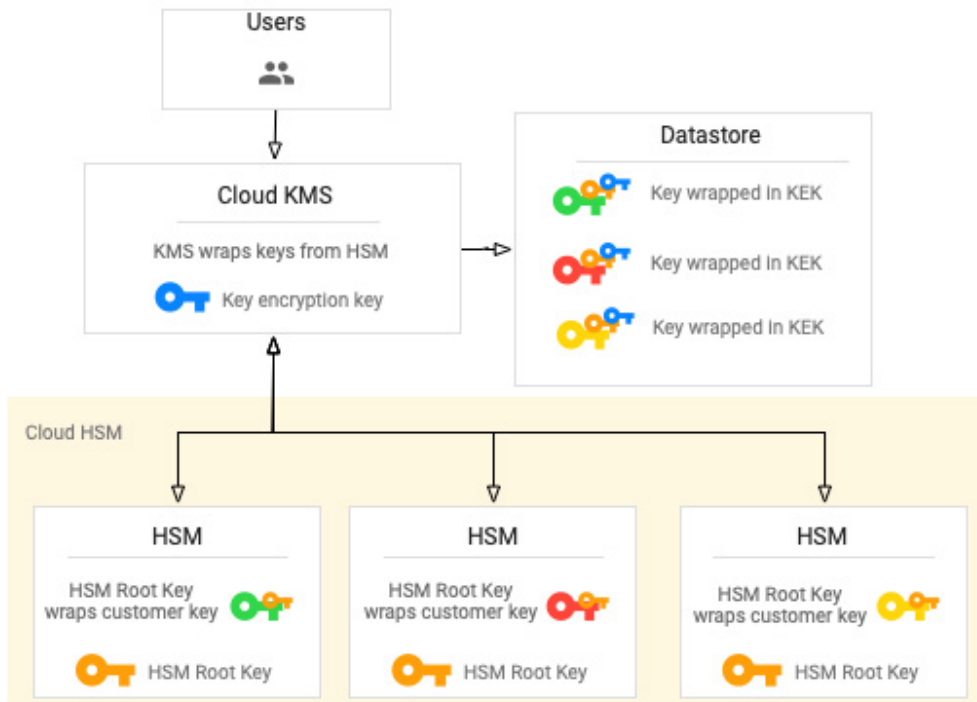 Users
Cloud KMS
KMS wraps keys from HSM
Key encryption key
Datastore
Key wrapped in KEK
Key wrapped in KEK
Key wrapped in KEK
Cloud HSM
HSM
HSM Root Key
wraps customer key
HSM Root Key
HSM
HSM Root Key
wraps customer key
HSM Root Key
HSM
HSM Root Key
wraps customer key
HSM Root Key